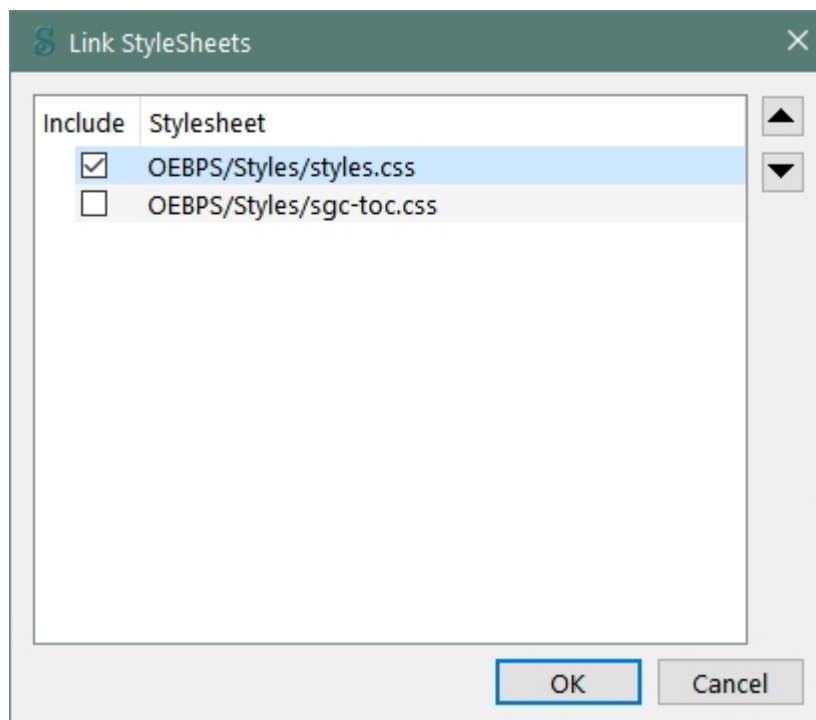 Link StyleSheets
Include Stylesheet
OEBPS/Styles/styles.css
OEBPS/Styles/sgc-toc.css
OK Cancel